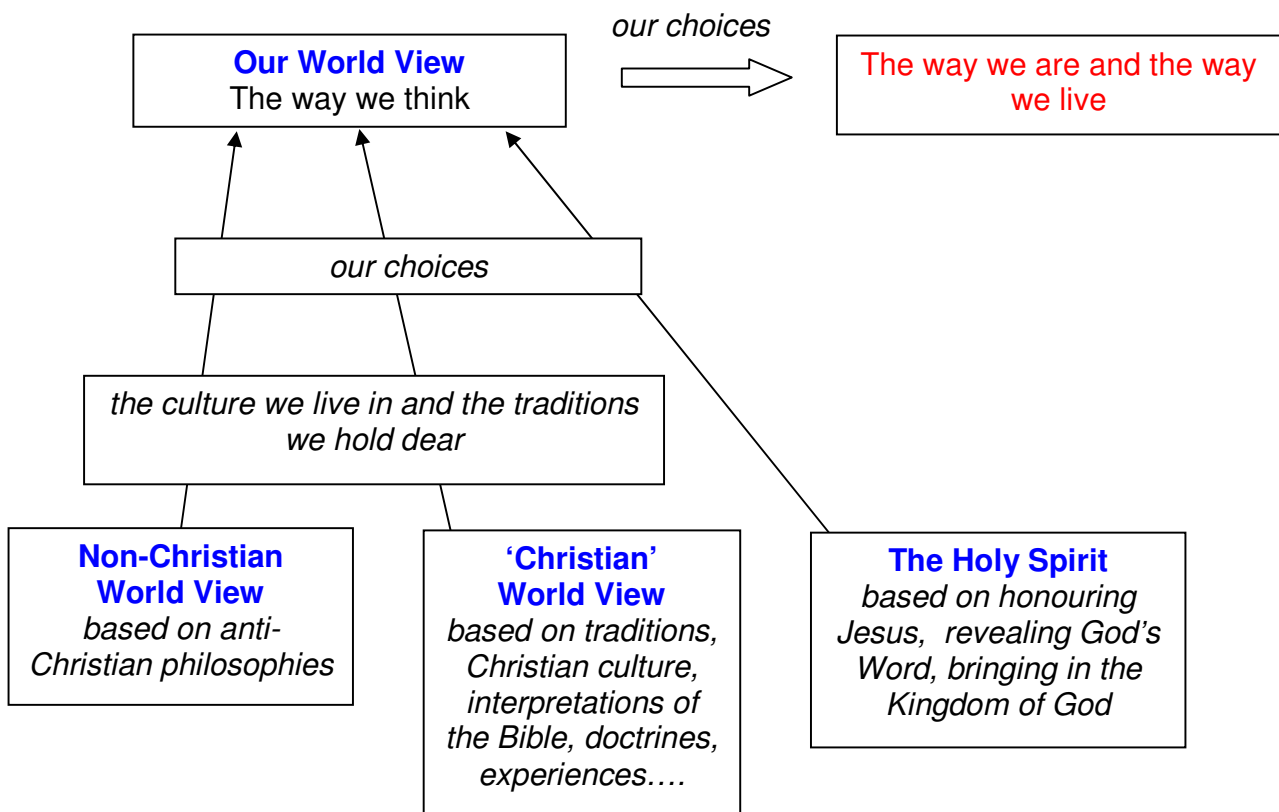 our choices
Our World View
The way we think
The way we are and the way
we live
our choices
the culture we live in and the traditions
we hold dear
Non-Christian
World View
based on anti-
Christian philosophies
‘Christian’
World View
based on traditions,
Christian culture,
interpretations of
the Bible, doctrines,
experiences….
The Holy Spirit
based on honouring
Jesus,  revealing God’s
Word, bringing in the
Kingdom of God